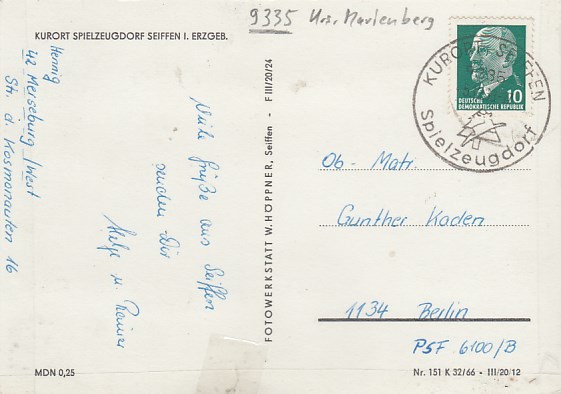 9335 Krs. Marienberg
KURORT SPIELZEUGDORF SEIFFEN I. ERZGEB.
Hennig
42 Merseburg /West
Str. d. Kosmonauten 16
Viele Grüße aus Seiffen
senden Dir
Helga u. Rainer
FOTOWERKSTATT W. HÖPPNER, Seiffen - F III/20/24
KURORT SEIFFEN
Spielzeugdorf
DEUTSCHE
DEMOKRATISCHE REPUBLIK
10
Ob - Matr.
Gunther Kaden
1134 Berlin
PSF 6100/B
MDN 0,25
Nr. 151 K 32/66 - III/20/12